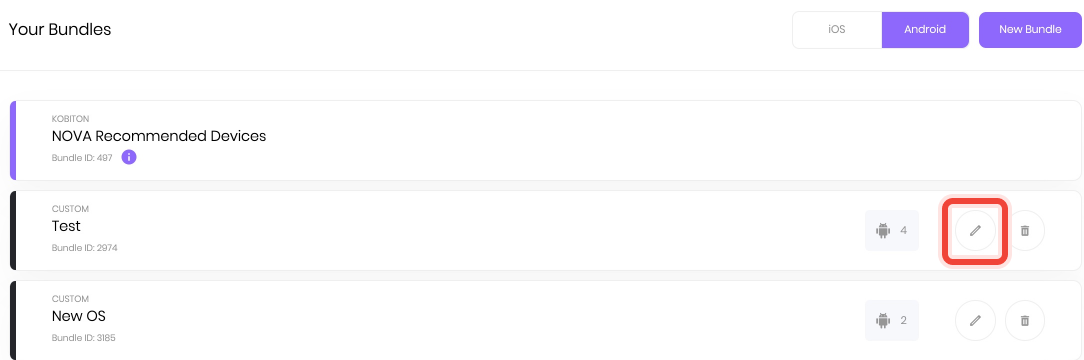 Your Bundles
iOS
Android
New Bundle
KOBITON
NOVA Recommended Devices
Bundle ID: 497
CUSTOM
Test
Bundle ID: 2974
4
CUSTOM
New OS
Bundle ID: 3185
2